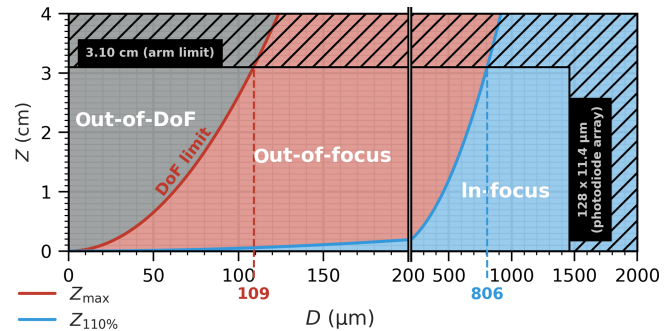 4
3
2
1
0
Z (cm)
3.10 cm (arm limit)
Out-of-DoF
DoF limit
Out-of-focus
In-focus
128 x 11.4 μm
(photodiode array)
0 50 100 150 200 500 1000 1500 2000
109 806
Zmax
Z110%
D (μm)